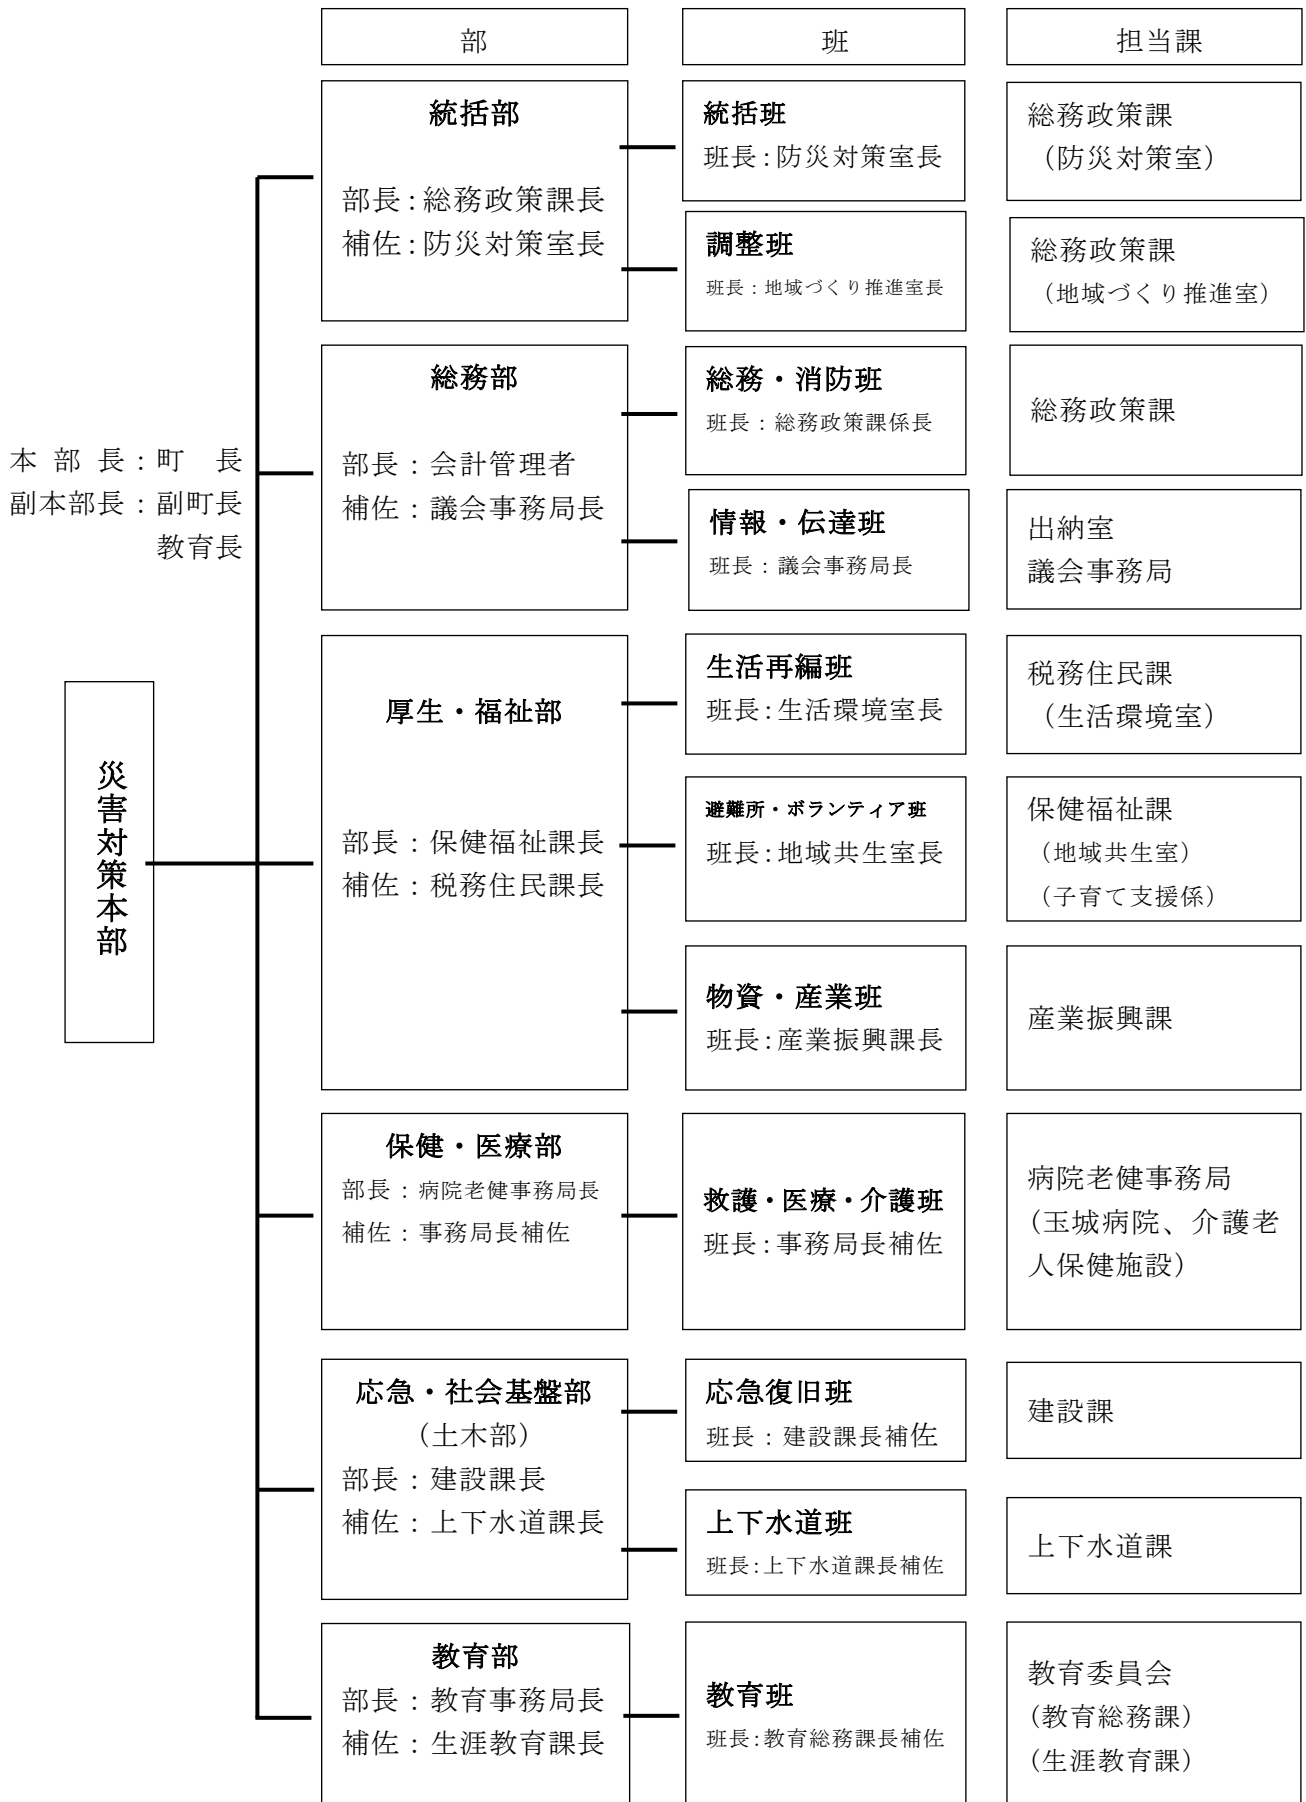 部
班
担当課
統括部
部長：総務政策課長
補佐：防災対策室長
統括班
班長：防災対策室長
総務政策課
（防災対策室）
調整班
班長：地域づくり推進室長
総務政策課
（地域づくり推進室）
本部長：町　長
副本部長：副町長
教育長
災害対策本部
総務部
部長：会計管理者
補佐：議会事務局長
総務・消防班
班長：総務政策課係長
総務政策課
情報・伝達班
班長：議会事務局長
出納室
議会事務局
厚生・福祉部
部長：保健福祉課長
補佐：税務住民課長
生活再編班
班長：生活環境室長
税務住民課
（生活環境室）
避難所・ボランティア班
班長：地域共生室長
保健福祉課
（地域共生室）
（子育て支援係）
物資・産業班
班長：産業振興課長
産業振興課
保健・医療部
部長：病院老健事務局長
補佐：事務局長補佐
救護・医療・介護班
班長：事務局長補佐
病院老健事務局
（玉城病院、介護老
人保健施設）
応急・社会基盤部
（土木部）
部長：建設課長
補佐：上下水道課長
応急復旧班
班長：建設課長補佐
建設課
上下水道班
班長：上下水道課長補佐
上下水道課
教育部
部長：教育事務局長
補佐：生涯教育課長
教育班
班長：教育総務課長補佐
教育委員会
（教育総務課）
（生涯教育課）